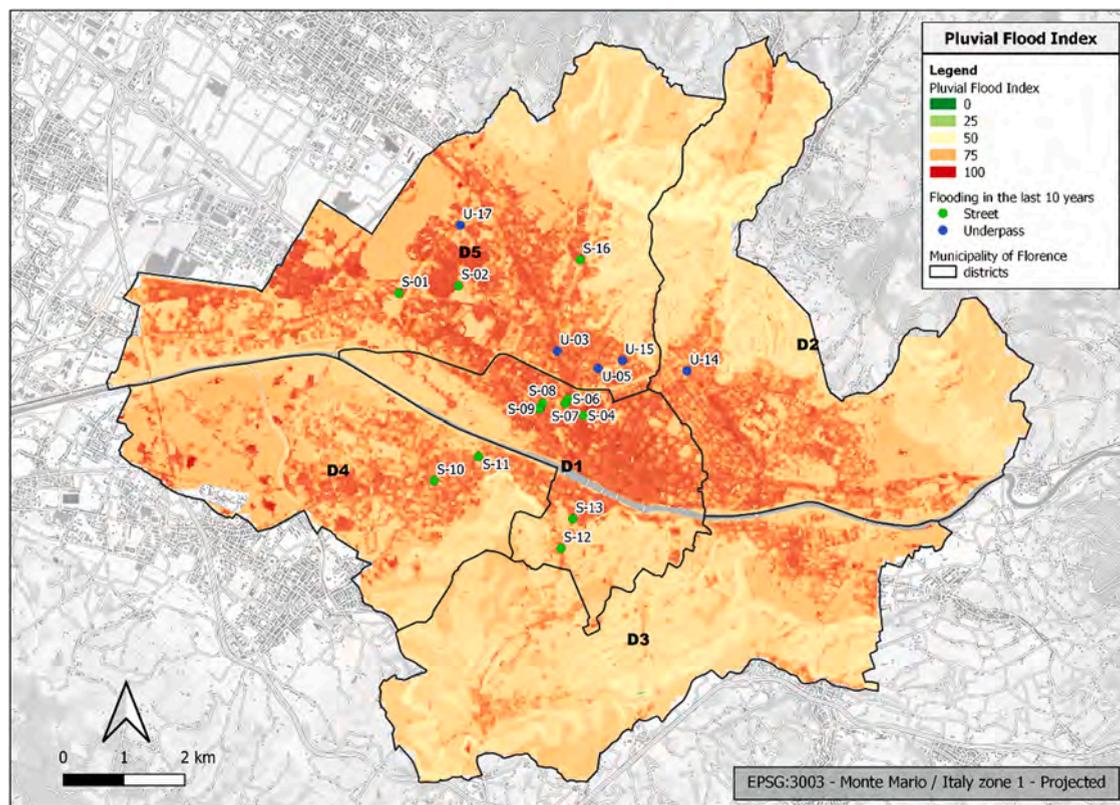 Pluvial Flood Index
Legend
Pluvial Flood Index
0
25
50
75
100
Flooding in the last 10 years
Street
Underpass
Municipality of Florence
districts
U-17
D5
S-16
S-01
S-02
U-03
U-15
U-05
U-14
D2
S-08
S-06
S-09
S-07
S-04
D1
S-11
D4
S-10
S-13
S-12
D3
0 1 2 km
EPSG:3003 - Monte Mario / Italy zone 1 - Projected